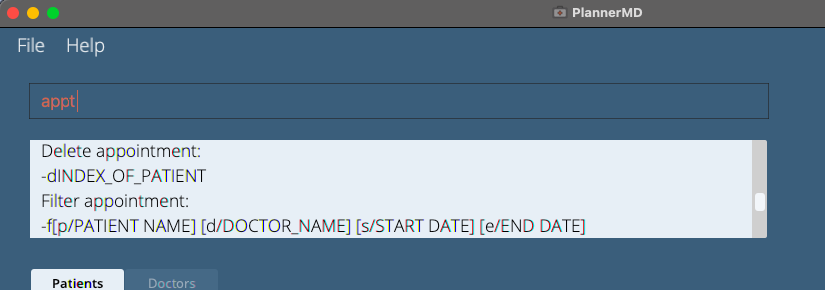 PlannerMD
File Help
appt
Delete appointment:
-dINDEX_OF_PATIENT
Filter appointment:
-f[p/PATIENT NAME] [d/DOCTOR_NAME] [s/START DATE] [e/END DATE]
Patients Doctors